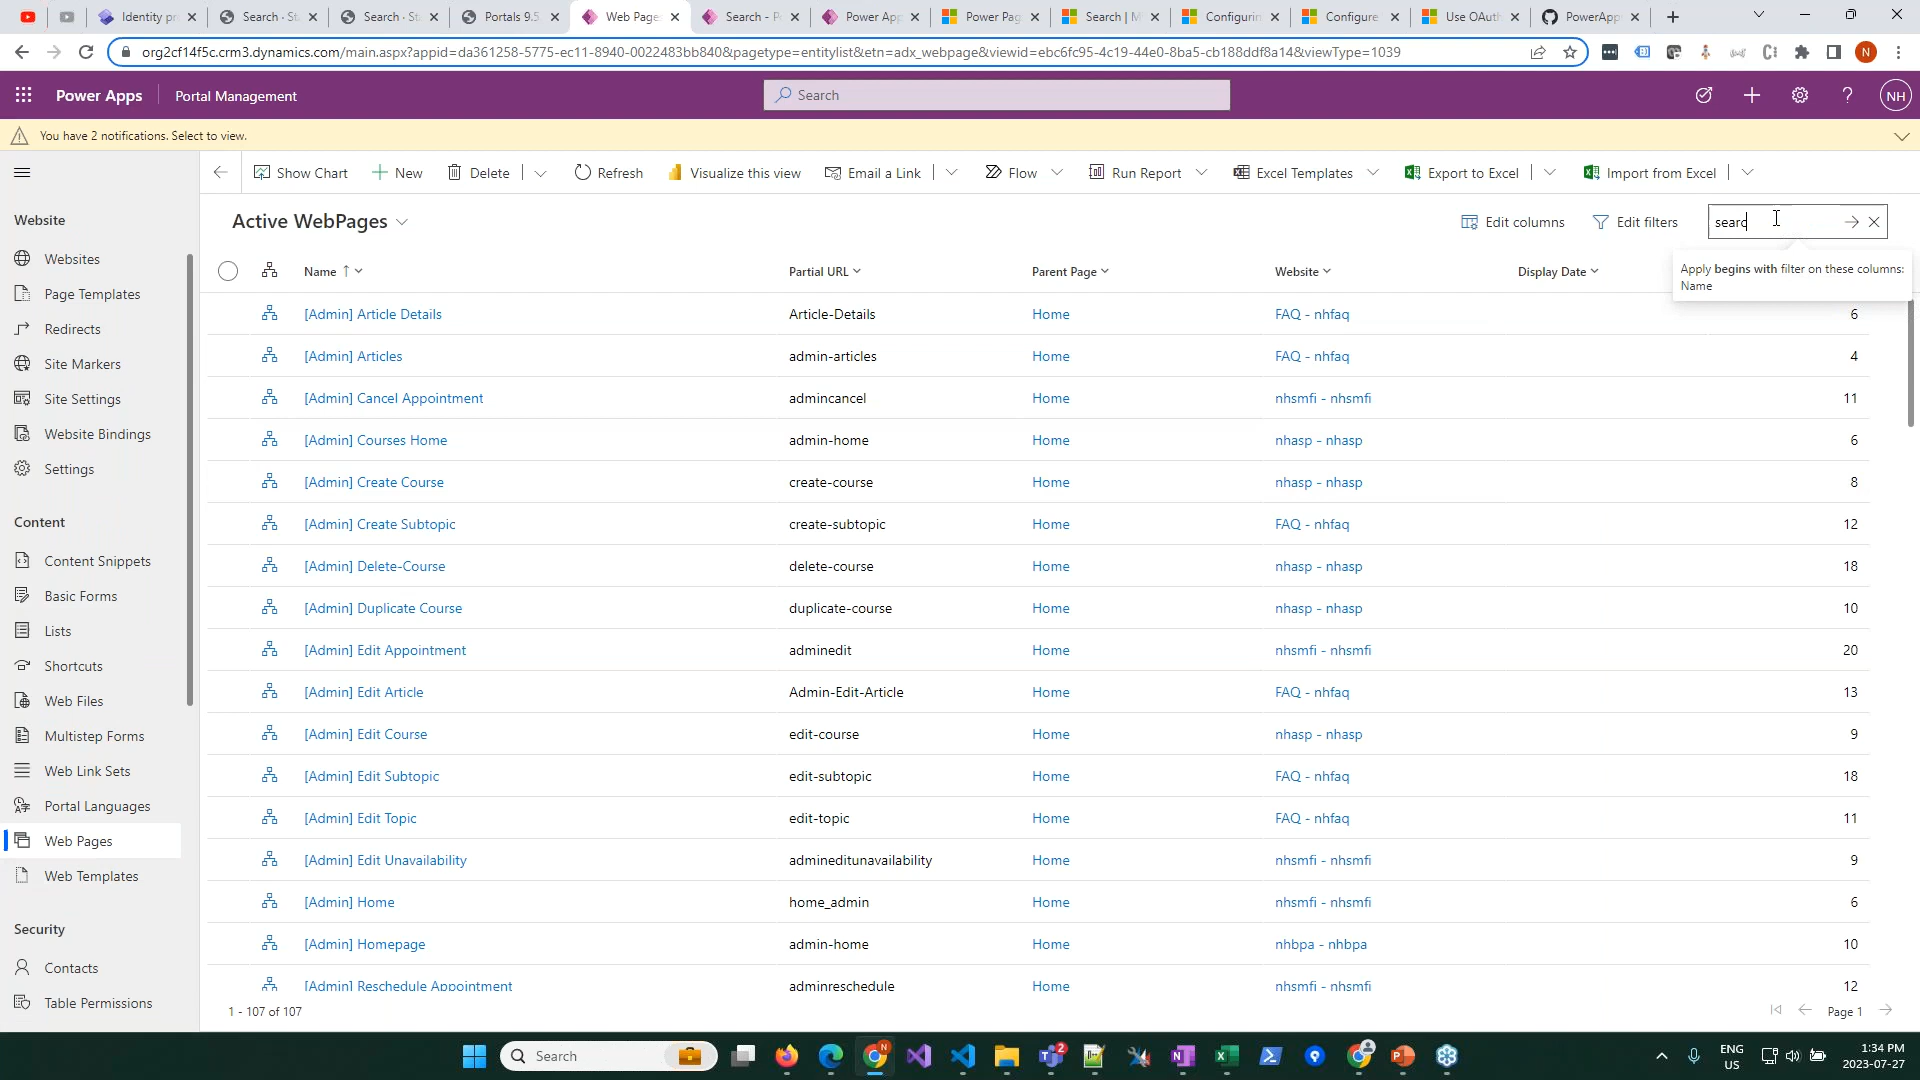 Identity pr
Search · St
Search · St
Portals 9.5
Web Page
Search - P
Power App
Power Pag
Search | M
Configurin
Configure
Use OAuth
PowerApp
org2cf14f5c.crm3.dynamics.com/main.aspx?appid=da361258-5775-ec11-8940-0022483bb840&pagetype=entitylist&etn=adx_webpage&viewid=ebc6fc95-4c19-44e0-8ba5-cb188ddf8a14&viewType=1039
N
Power Apps Portal Management
Search
NH
You have 2 notifications. Select to view.
Show Chart New Delete Refresh Visualize this view Email a Link Flow Run Report Excel Templates Export to Excel Import from Excel
Website
Websites
Page Templates
Redirects
Site Markers
Site Settings
Website Bindings
Settings
Content
Content Snippets
Basic Forms
Lists
Shortcuts
Web Files
Multistep Forms
Web Link Sets
Portal Languages
Web Pages
Web Templates
Security
Contacts
Table Permissions
Active WebPages
Edit columns Edit filters searc
Apply begins with filter on these columns:
Name
Name Partial URL Parent Page Website Display Date
[Admin] Article Details Article-Details Home FAQ - nhfaq 6
[Admin] Articles admin-articles Home FAQ - nhfaq 4
[Admin] Cancel Appointment admincancel Home nhsmfi - nhsmfi 11
[Admin] Courses Home admin-home Home nhasp - nhasp 6
[Admin] Create Course create-course Home nhasp - nhasp 8
[Admin] Create Subtopic create-subtopic Home FAQ - nhfaq 12
[Admin] Delete-Course delete-course Home nhasp - nhasp 18
[Admin] Duplicate Course duplicate-course Home nhasp - nhasp 10
[Admin] Edit Appointment adminedit Home nhsmfi - nhsmfi 20
[Admin] Edit Article Admin-Edit-Article Home FAQ - nhfaq 13
[Admin] Edit Course edit-course Home nhasp - nhasp 9
[Admin] Edit Subtopic edit-subtopic Home FAQ - nhfaq 18
[Admin] Edit Topic edit-topic Home FAQ - nhfaq 11
[Admin] Edit Unavailability admineditunavailability Home nhsmfi - nhsmfi 9
[Admin] Home home_admin Home nhsmfi - nhsmfi 6
[Admin] Homepage admin-home Home nhbpa - nhbpa 10
[Admin] Reschedule Appointment adminreschedule Home nhsmfi - nhsmfi 12
1 - 107 of 107
Page 1
Search
2
N
ENG
US
1:34 PM
2023-07-27